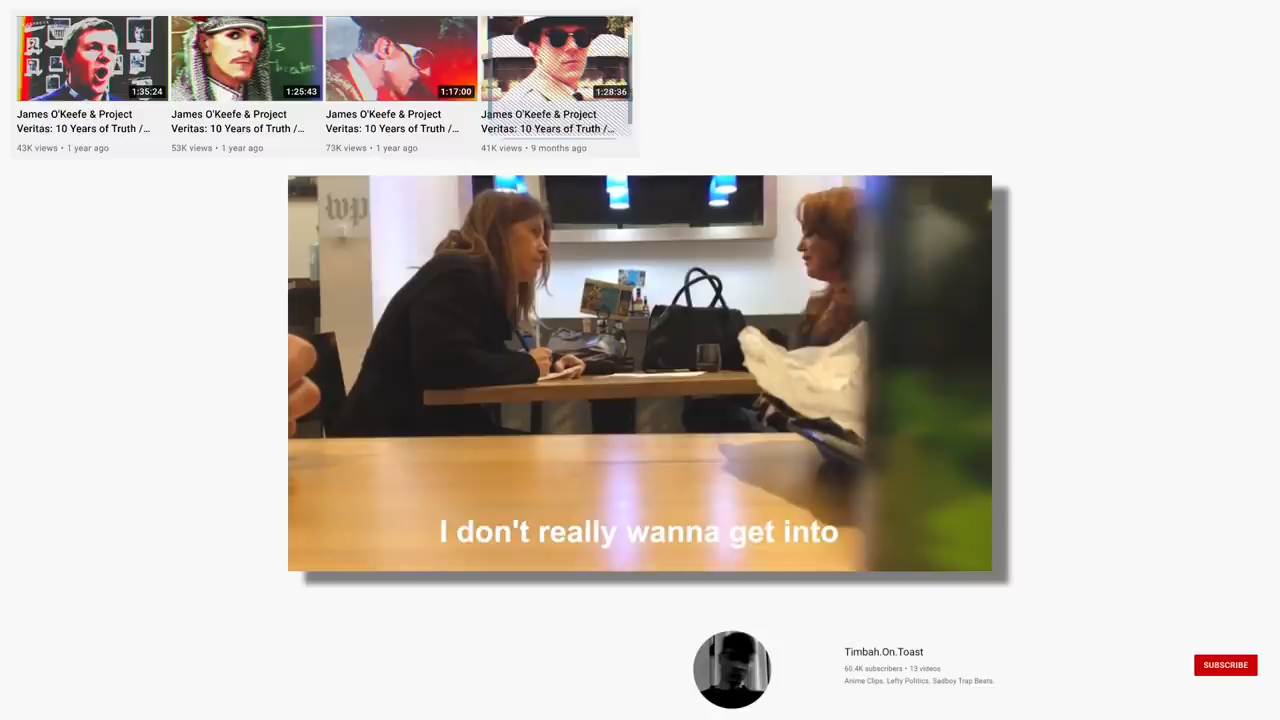 1:35:24
1:25:43
1:17:00
1:28:36
James O'Keefe & Project
Veritas: 10 Years of Truth /...
43K views • 1 year ago
James O'Keefe & Project
Veritas: 10 Years of Truth /...
53K views • 1 year ago
James O'Keefe & Project
Veritas: 10 Years of Truth /...
73K views • 1 year ago
James O'Keefe & Project
Veritas: 10 Years of Truth /...
41K views • 9 months ago
wp
I don't really wanna get into
Timbah.On.Toast
60.4K subscribers • 13 videos
Anime Clips. Lefty Politics. Sadboy Trap Beats.
SUBSCRIBE